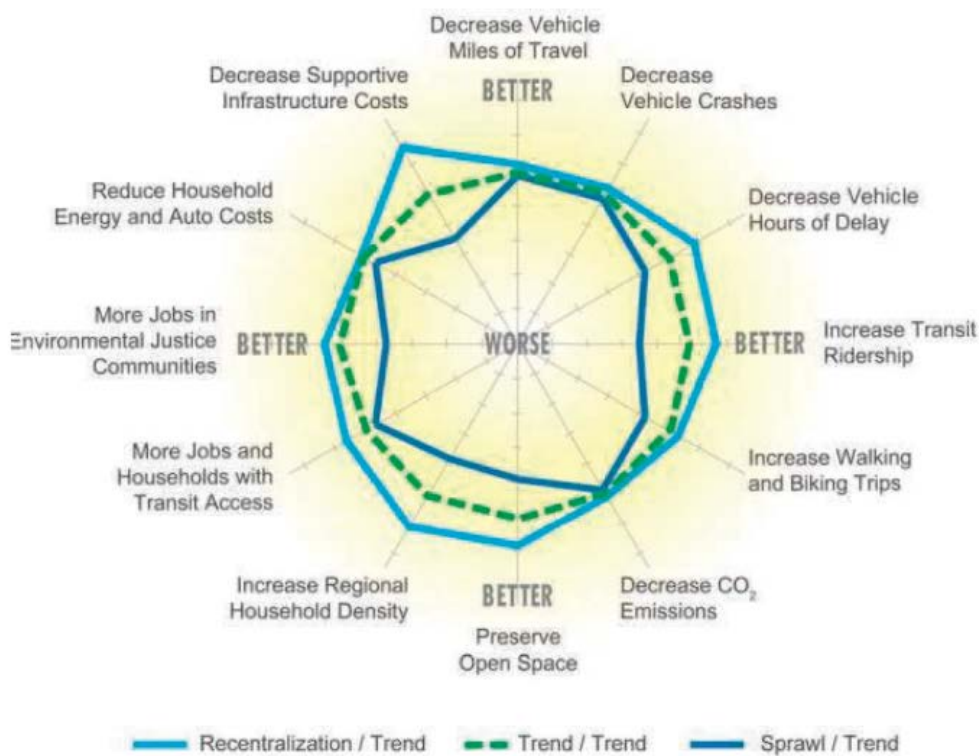 Decrease Vehicle
Miles of Travel
BETTER
Decrease
Vehicle Crashes
Decrease Vehicle
Hours of Delay
BETTER
Increase Transit
Ridership
Increase Walking
and Biking Trips
Decrease CO₂
Emissions
BETTER
Preserve
Open Space
Increase Regional
Household Density
More Jobs and
Households with
Transit Access
More Jobs in
Environmental Justice
Communities
BETTER
Reduce Household
Energy and Auto Costs
Decrease Supportive
Infrastructure Costs
WORSE
Recentralization / Trend
Trend / Trend
Sprawl / Trend